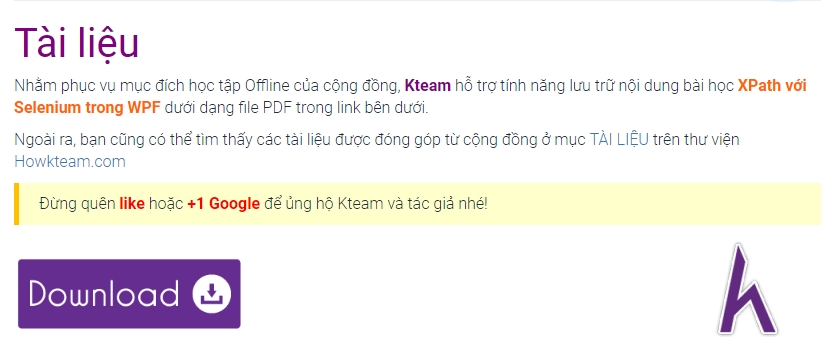 Tài liệu
Nhằm phục vụ mục đích học tập Offline của cộng đồng, Kteam hỗ trợ tính năng lưu trữ nội dung bài học XPath với
Selenium trong WPF dưới dạng file PDF trong link bên dưới.
Ngoài ra, bạn cũng có thể tìm thấy các tài liệu được đóng góp từ cộng đồng ở mục TÀI LIỆU trên thư viện
Howkteam.com
Đừng quên like hoặc +1 Google để ủng hộ Kteam và tác giả nhé!
Download